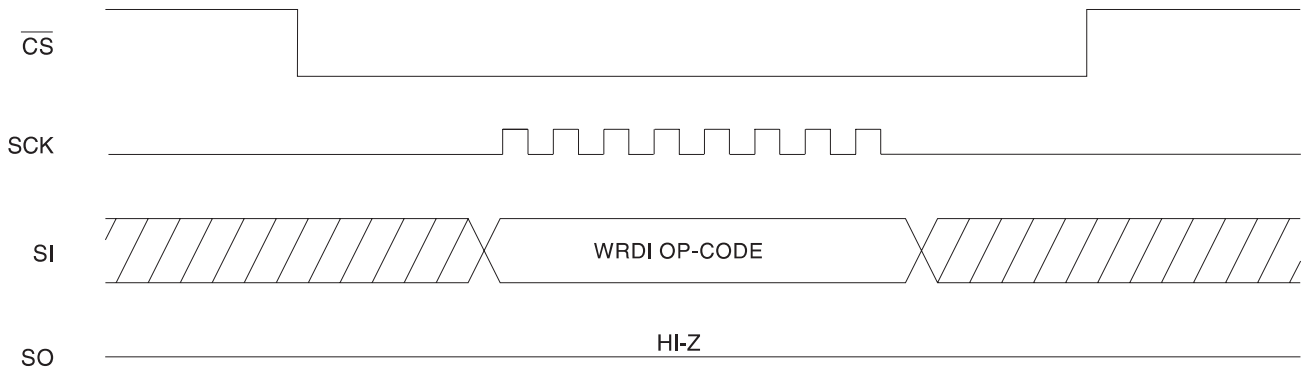 CS
SCK
SI
WRDI OP-CODE
SO
HI-Z